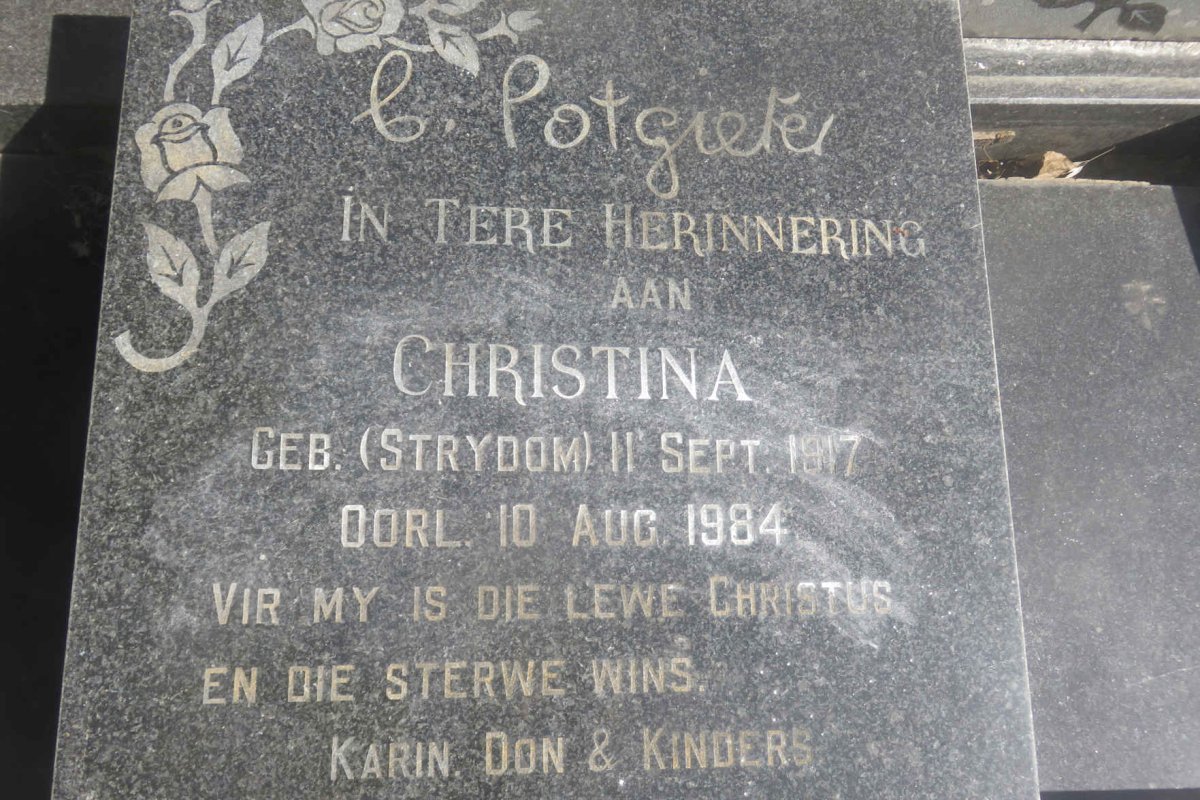 C. Potgieter
IN TERE HERINNERING
AAN
CHRISTINA
GEB. (STRYDOM) 11 SEPT. 1917
OORL. 10 AUG. 1984
VIR MY IS DIE LEWE CHRISTUS
EN DIE STERWE WINS.
KARIN. DON & KINDERS.